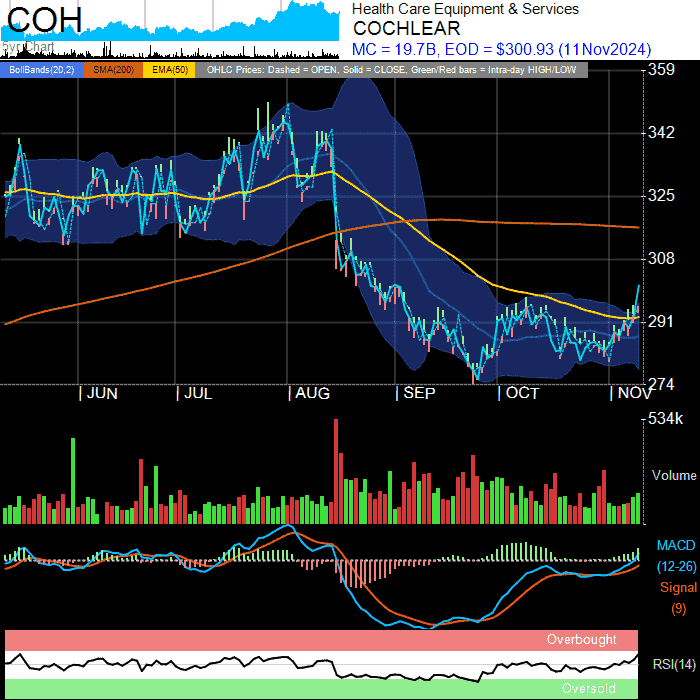 COH
5yr Chart
Health Care Equipment & Services
COCHLEAR
MC = 19.7B, EOD = $300.93 (11Nov2024)
BollBands(20,2) SMA(200) EMA(50) OHLC Prices: Dashed = OPEN, Solid = CLOSE, Green/Red bars = Intra-day HIGH/LOW
359
342
325
308
291
274
| JUN | JUL | AUG | SEP | OCT | NOV
534k
Volume
MACD
(12-26)
Signal
(9)
Overbought
RSI(14)
Oversold